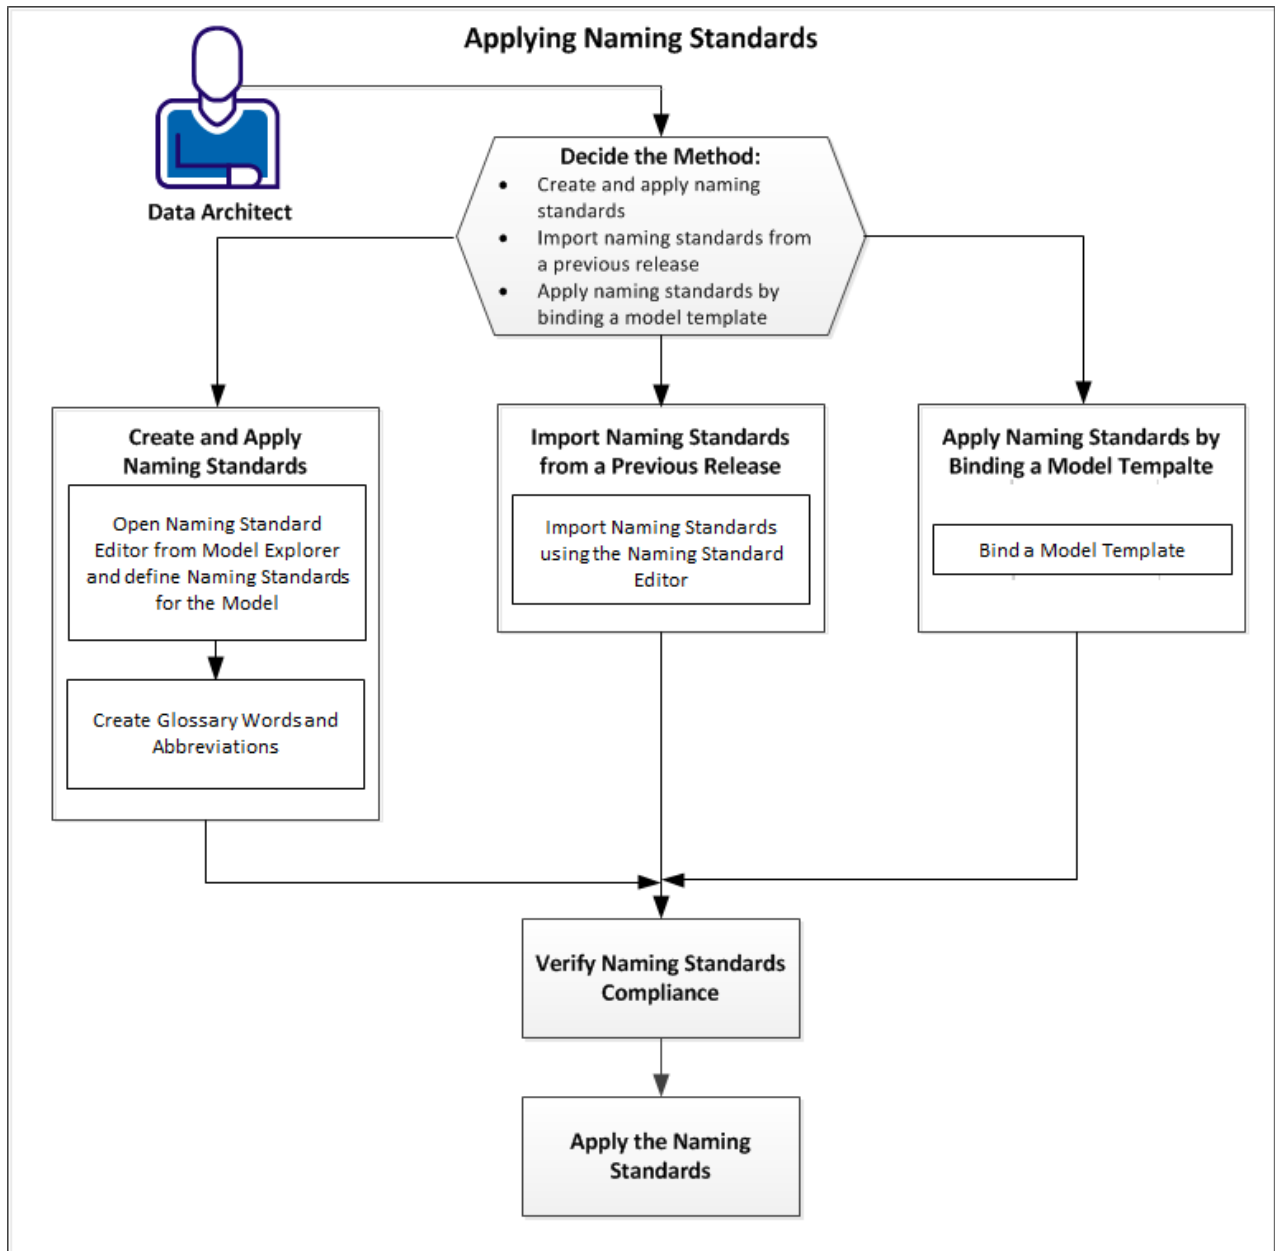 Applying Naming Standards
Data Architect
Decide the Method:
• Create and apply naming
standards
• Import naming standards from
a previous release
• Apply naming standards by
binding a model template
Create and Apply
Naming Standards
Open Naming Standard
Editor from Model Explorer
and define Naming Standards
for the Model
Create Glossary Words and
Abbreviations
Import Naming Standards
from a Previous Release
Import Naming Standards
using the Naming Standard
Editor
Apply Naming Standards by
Binding a Model Tempalte
Bind a Model Template
Verify Naming Standards
Compliance
Apply the Naming
Standards